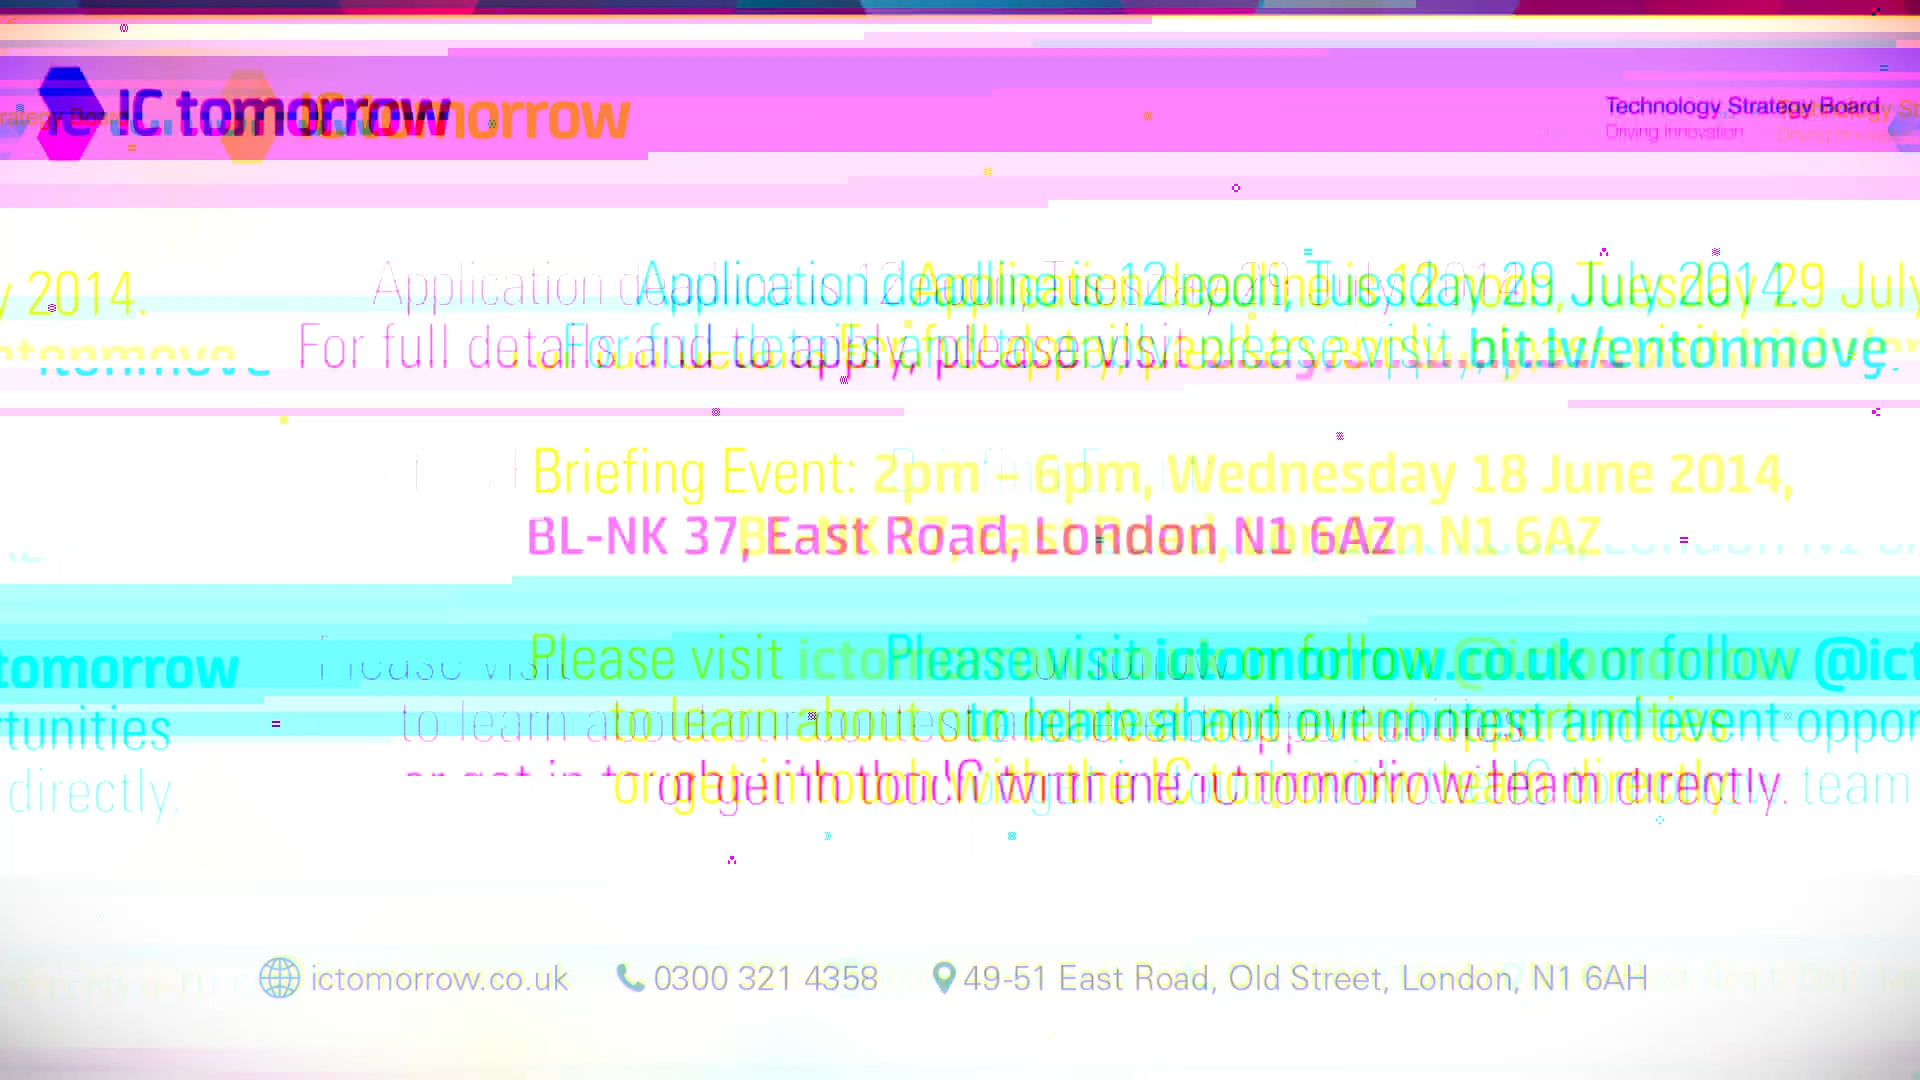 IC tomorrow
Technology Strategy Board
Driving Innovation
Application deadline is 12 noon, Tuesday 29 July 2014.
For full details and to apply, please visit bit.ly/entonmove.
Briefing Event: 2pm – 6pm, Wednesday 18 June 2014,
BL-NK 37, East Road, London N1 6AZ
Please visit ictomorrow.co.uk or follow @ictomorrow
to learn about our contest and event opportunities
or get in touch with the IC tomorrow team directly.
ictomorrow.co.uk 0300 321 4358 49-51 East Road, Old Street, London, N1 6AH